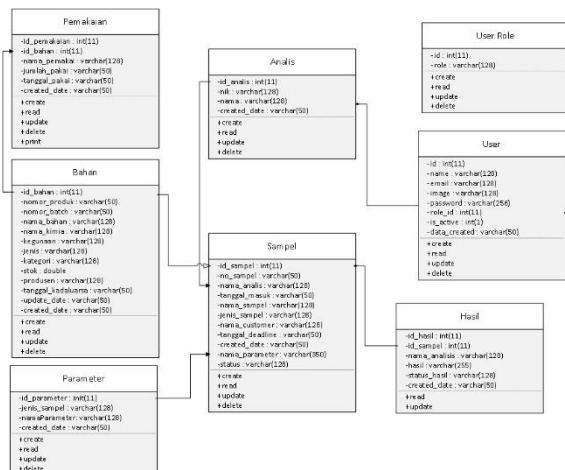 Pemakaian
-id_pemakaian : int(11)
-id_bahan : int(11)
-nama_pemakai : varchar(128)
-jumlah_pakai : varchar(50)
-tanggal_pakai : varchar(50)
-created_date : varchar(50)
+create
+read
+update
+delete
+print
Bahan
-id_bahan : int(11)
-nomor_produk : varchar(50)
-nomor_batch : varchar(50)
-nama_bahan : varchar(128)
-nama_kimia : varchar(128)
-kegunaan : varchar(128)
-jenis : varchar(128)
-kategori : varchar(128)
-stok : double
-produsen : varchar(128)
-tanggal_kadaluarsa : varchar(50)
-update_date : varchar(50)
-created_date : varchar(50)
+create
+read
+update
+delete
Parameter
-id_parameter : init(11)
-jenis_sampel : varchar(128)
-namaParameter : varchar(128)
-created_date : varchar(50)
+create
+read
+update
+delete
Analis
-id_analis : int(11)
-nik : varchar(128)
-nama : varchar(128)
-created_date : varchar(50)
+create
+read
+update
+delete
Sampel
-id_sampel : int(11)
-no_sampel : varchar(50)
-nama_analis : varchar(128)
-tanggal_masuk : varchar(50)
-nama_sampel : varchar(128)
-jenis_sampel : varchar(128)
-nama_customer : varchar(128)
-tanggal_deadline : varchar(50)
-created_date : varchar(50)
-nama_parameter : varchar(350)
-status : varchar(128)
+create
+read
+update
+delete
User Role
-id : int(11)
-role : varchar(128)
+create
+read
+update
+delete
User
-id : int(11)
-name : varchar(128)
-email : varchar(128)
-image : varchar(128)
-password : varchar(256)
-role_id : int(11)
-is_active : int(1)
-data_created : varchar(50)
+create
+read
+update
+delete
Hasil
-id_hasil : int(11)
-id_sampel : int(11)
-nama_analisis : varchar(128)
-hasil : varchar(255)
-status_hasil : varchar(128)
-created_date : varchar(50)
+read
+update